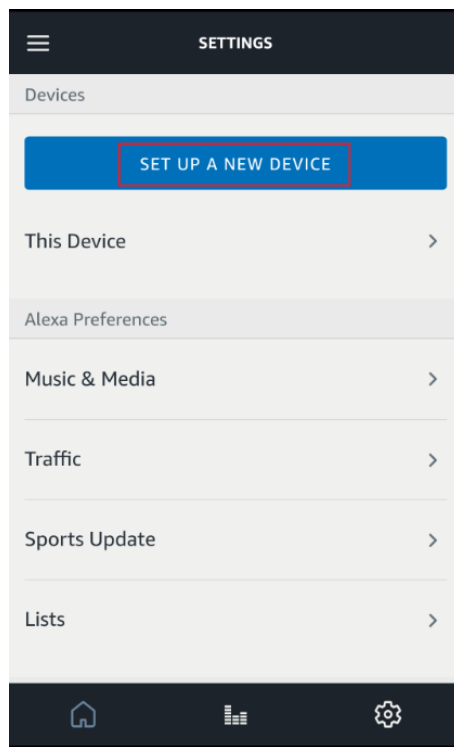 SETTINGS
Devices
SET UP A NEW DEVICE
This Device
Alexa Preferences
Music & Media
Traffic
Sports Update
Lists